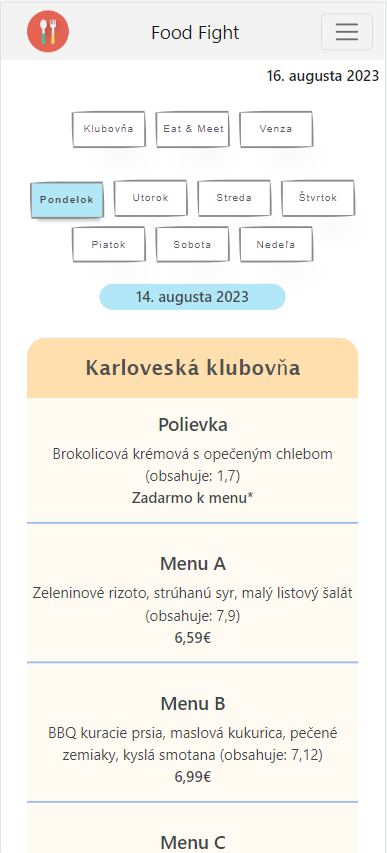 Food Fight
16. augusta 2023
Klubovňa Eat & Meet Venza
Pondelok Utorok Streda Štvrtok
Piatok Sobota Nedeľa
14. augusta 2023
Karloveská klubovňa
Polievka
Brokolicová krémová s opečeným chlebom
(obsahuje: 1,7)
Zadarmo k menu*
Menu A
Zeleninové rizoto, strúhanú syr, malý listový šalát
(obsahuje: 7,9)
6,59€
Menu B
BBQ kuracie prsia, maslová kukurica, pečené
zemiaky, kyslá smotana (obsahuje: 7,12)
6,99€
Menu C